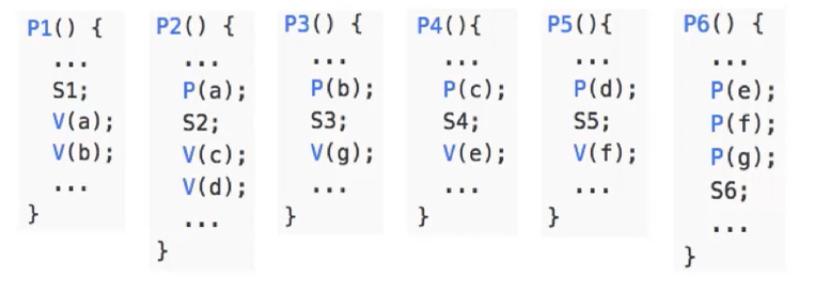 P1() {
...
S1;
V(a);
V(b);
...
}
P2() {
...
P(a);
S2;
V(c);
V(d);
...
}
P3() {
...
P(b);
S3;
V(g);
...
}
P4(){
...
P(c);
S4;
V(e);
...
}
P5(){
...
P(d);
S5;
V(f);
...
}
P6() {
...
P(e);
P(f);
P(g);
S6;
...
}